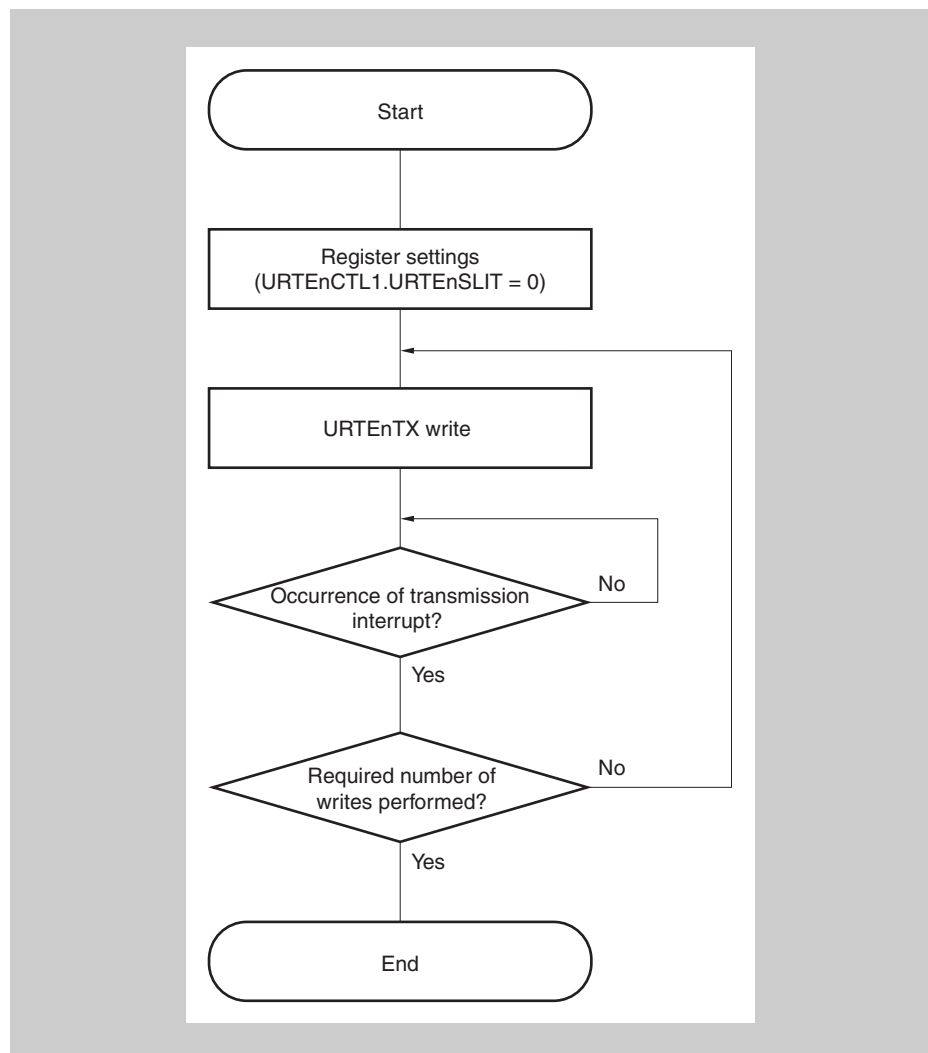 Start
Register settings
(URTEnCTL1.URTEnSLIT = 0)
URTEnTX write
Occurrence of transmission
interrupt?
No
Yes
Required number of
writes performed?
No
Yes
End